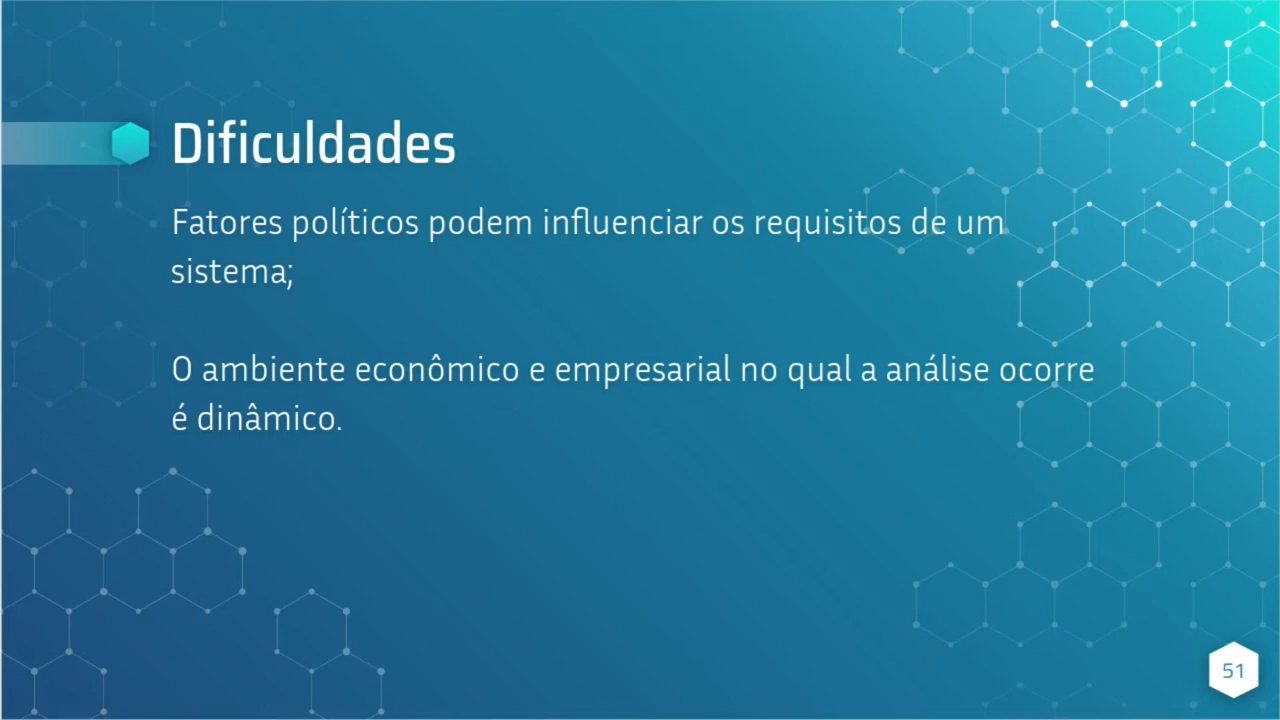 Dificuldades
Fatores políticos podem influenciar os requisitos de um
sistema;
O ambiente econômico e empresarial no qual a análise ocorre
é dinâmico.
51